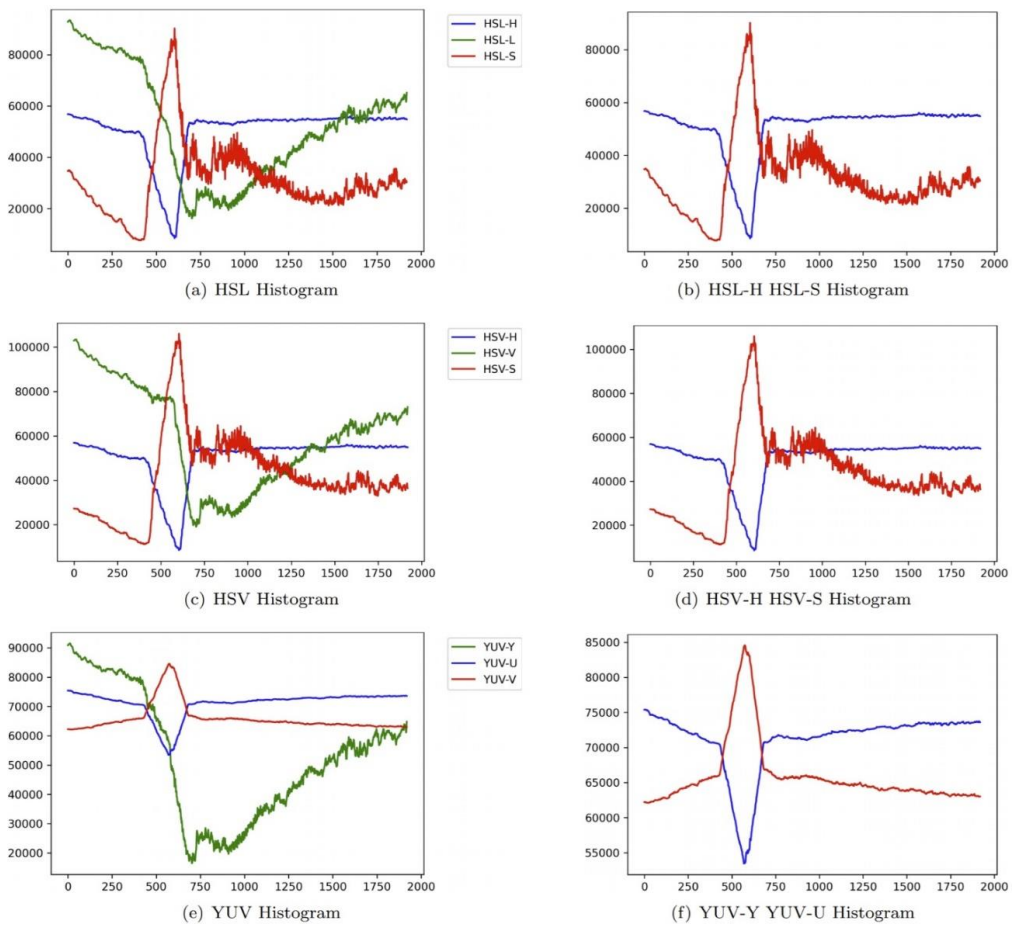 HSL-H
HSL-L
HSL-S
80000
60000
40000
20000
0 250 500 750 1000 1250 1500 1750 2000
(a) HSL Histogram
80000
60000
40000
20000
0 250 500 750 1000 1250 1500 1750 2000
(b) HSL-H HSL-S Histogram
HSV-H
HSV-V
HSV-S
100000
80000
60000
40000
20000
0 250 500 750 1000 1250 1500 1750 2000
(c) HSV Histogram
100000
80000
60000
40000
20000
0 250 500 750 1000 1250 1500 1750 2000
(d) HSV-H HSV-S Histogram
YUV-Y
YUV-U
YUV-V
90000
80000
70000
60000
50000
40000
30000
20000
0 250 500 750 1000 1250 1500 1750 2000
(e) YUV Histogram
85000
80000
75000
70000
65000
60000
55000
0 250 500 750 1000 1250 1500 1750 2000
(f) YUV-Y YUV-U Histogram